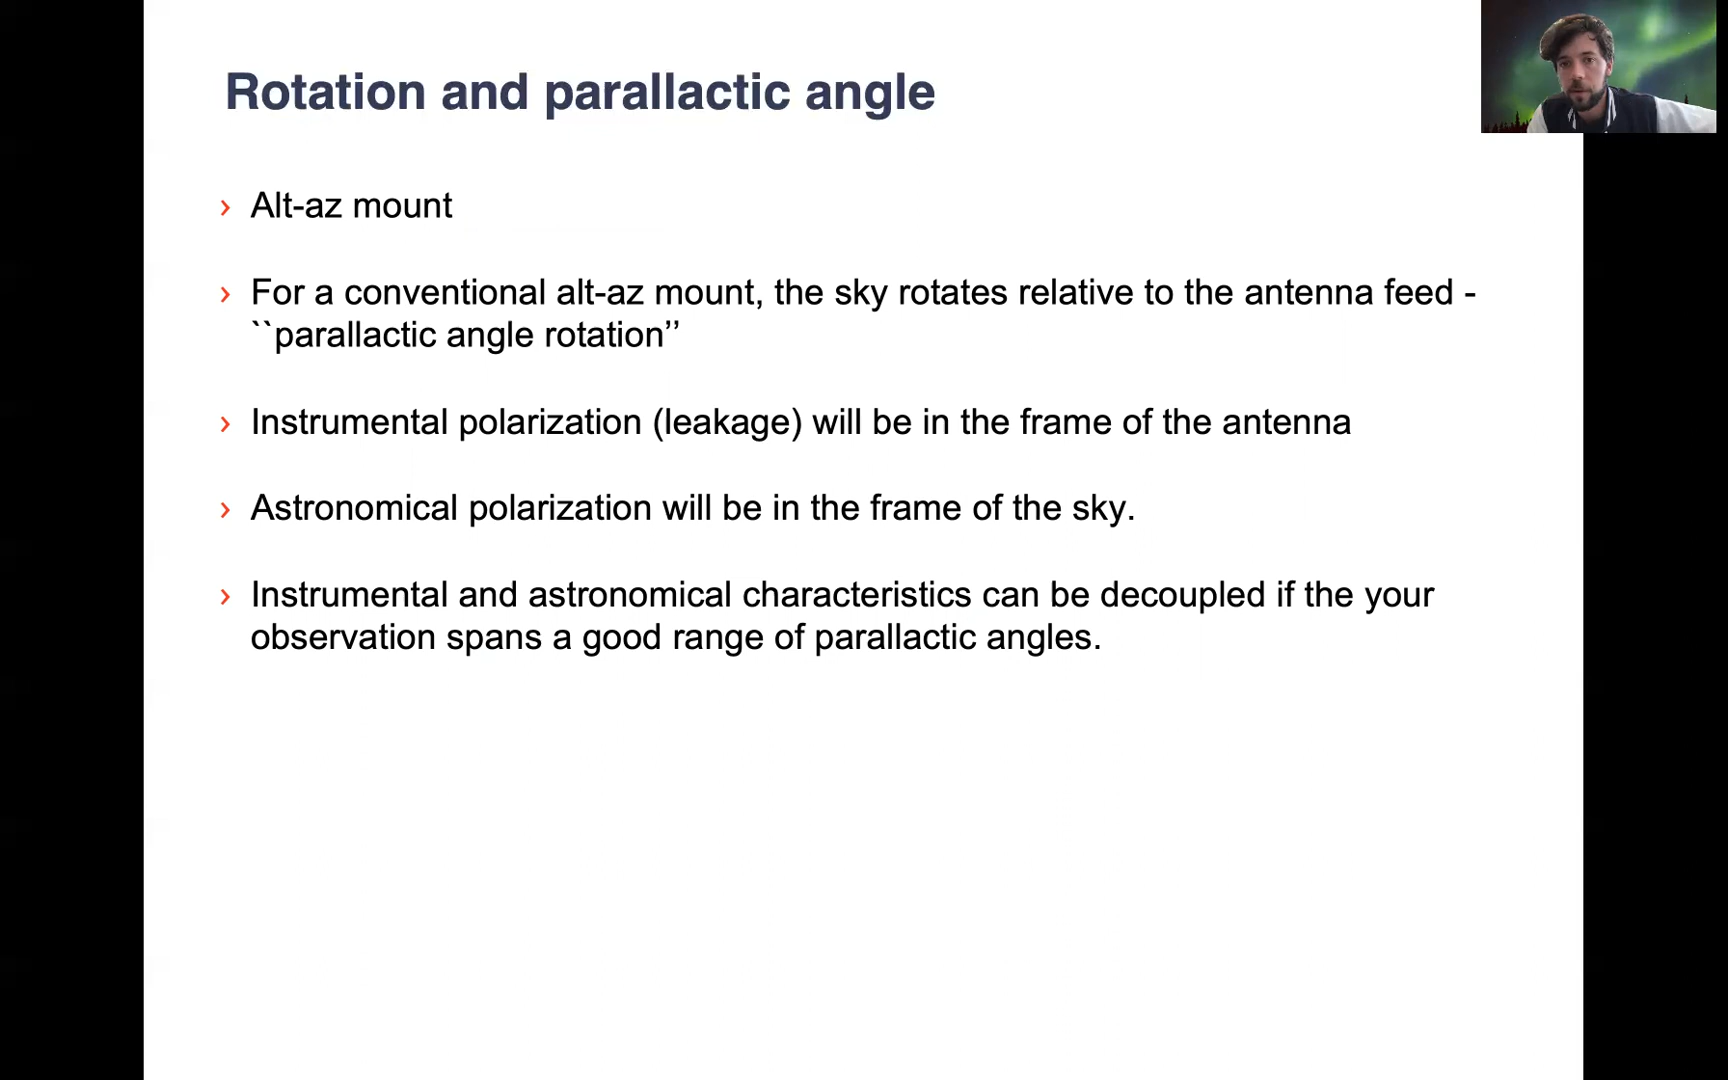 Rotation and parallactic angle
› Alt-az mount
› For a conventional alt-az mount, the sky rotates relative to the antenna feed -
``parallactic angle rotation’’
› Instrumental polarization (leakage) will be in the frame of the antenna
› Astronomical polarization will be in the frame of the sky.
› Instrumental and astronomical characteristics can be decoupled if the your
observation spans a good range of parallactic angles.